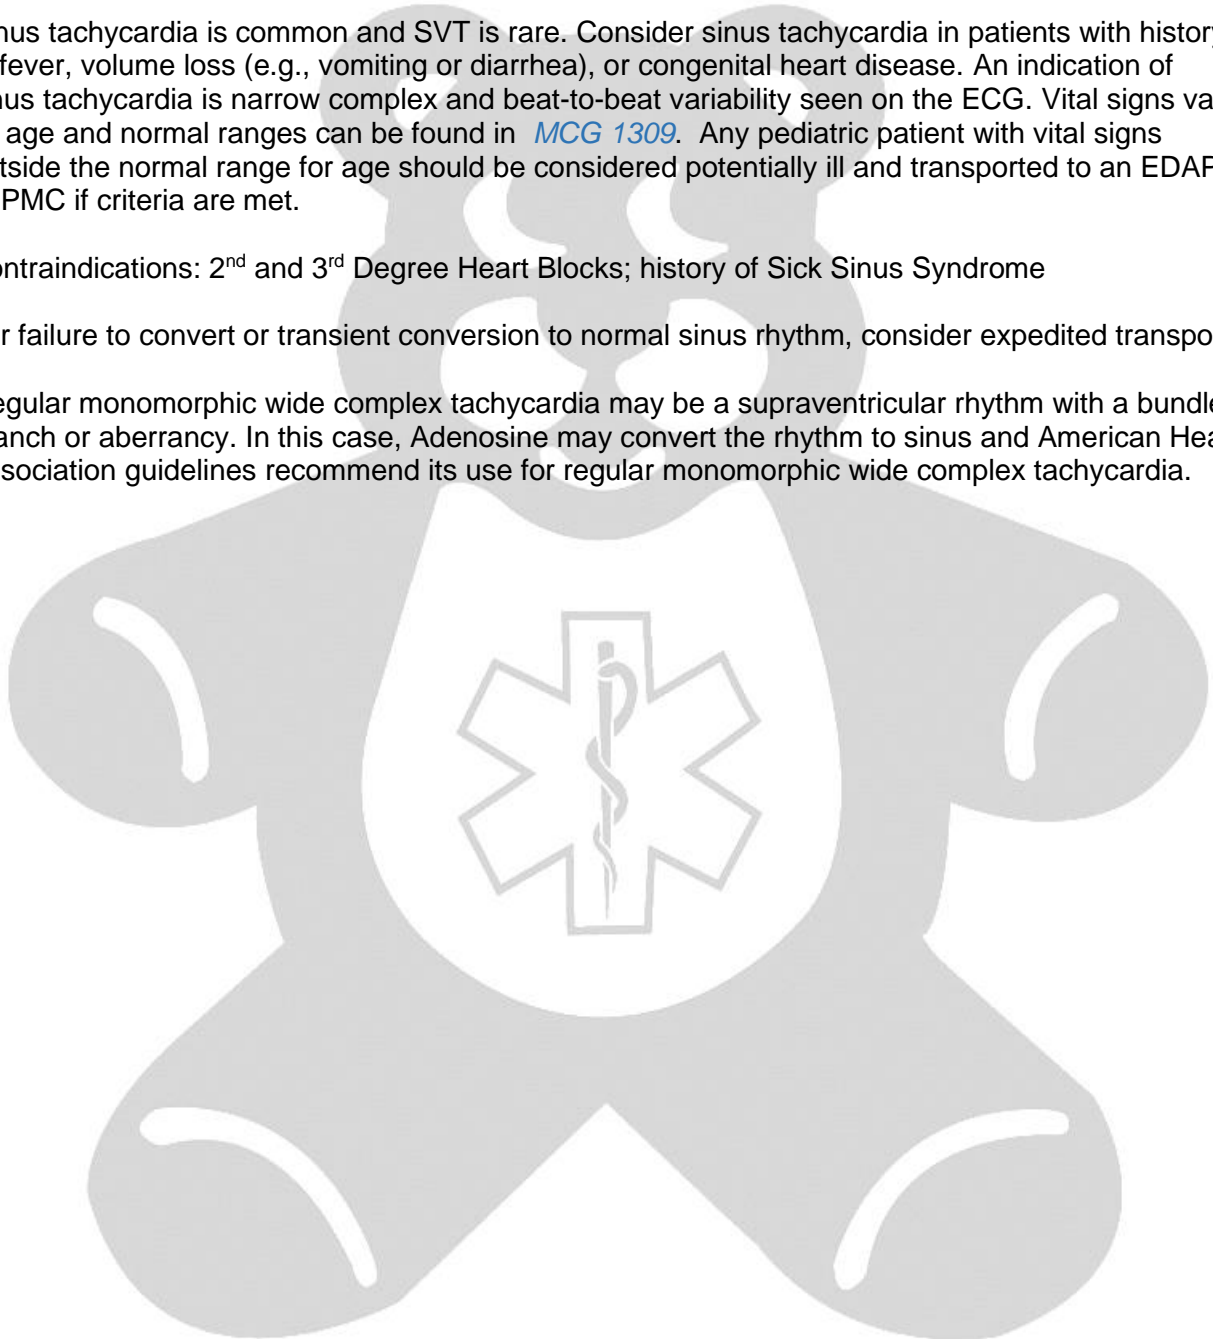 nus tachycardia is common and SVT is rare. Consider sinus tachycardia in patients with history
fever, volume loss (e.g., vomiting or diarrhea), or congenital heart disease. An indication of
nus tachycardia is narrow complex and beat-to-beat variability seen on the ECG. Vital signs va
age and normal ranges can be found in MCG 1309. Any pediatric patient with vital signs
tside the normal range for age should be considered potentially ill and transported to an EDAP
PMC if criteria are met.
ntraindications: 2nd and 3rd Degree Heart Blocks; history of Sick Sinus Syndrome
r failure to convert or transient conversion to normal sinus rhythm, consider expedited transpo
egular monomorphic wide complex tachycardia may be a supraventricular rhythm with a bundle
anch or aberrancy. In this case, Adenosine may convert the rhythm to sinus and American Hea
sociation guidelines recommend its use for regular monomorphic wide complex tachycardia.